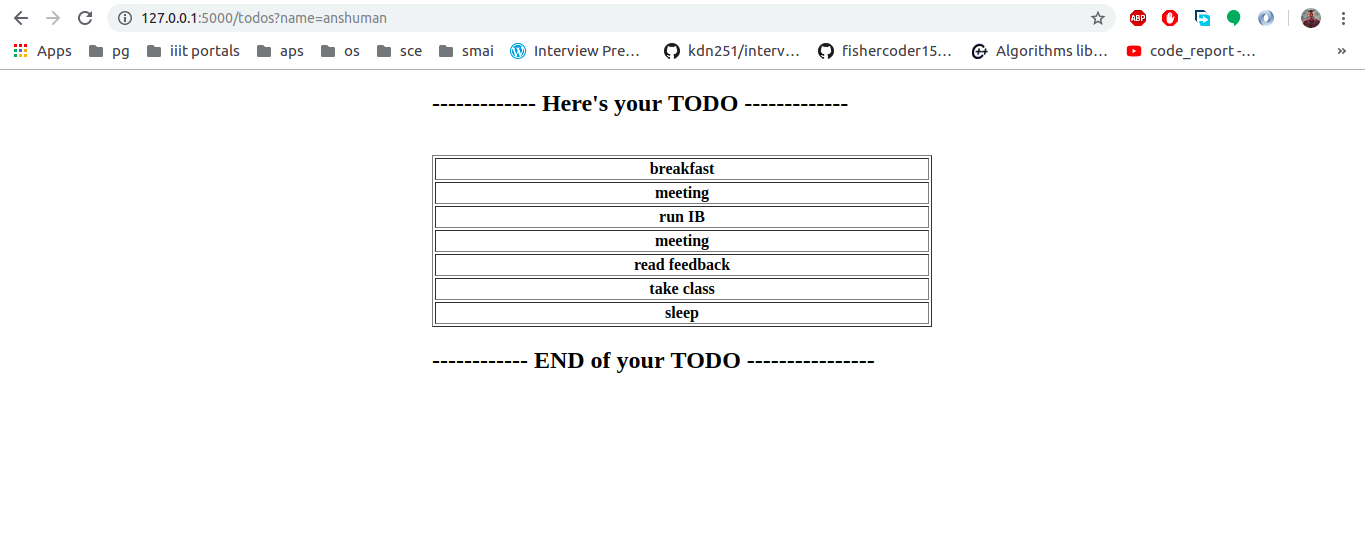 127.0.0.1:5000/todos?name=anshuman
ABP
Apps pg iiit portals aps os sce smai Interview Pre… kdn251/interv… fishercoder15… Algorithms lib… code_report -… »
------------- Here's your TODO -------------
breakfast
meeting
run IB
meeting
read feedback
take class
sleep
------------ END of your TODO ----------------